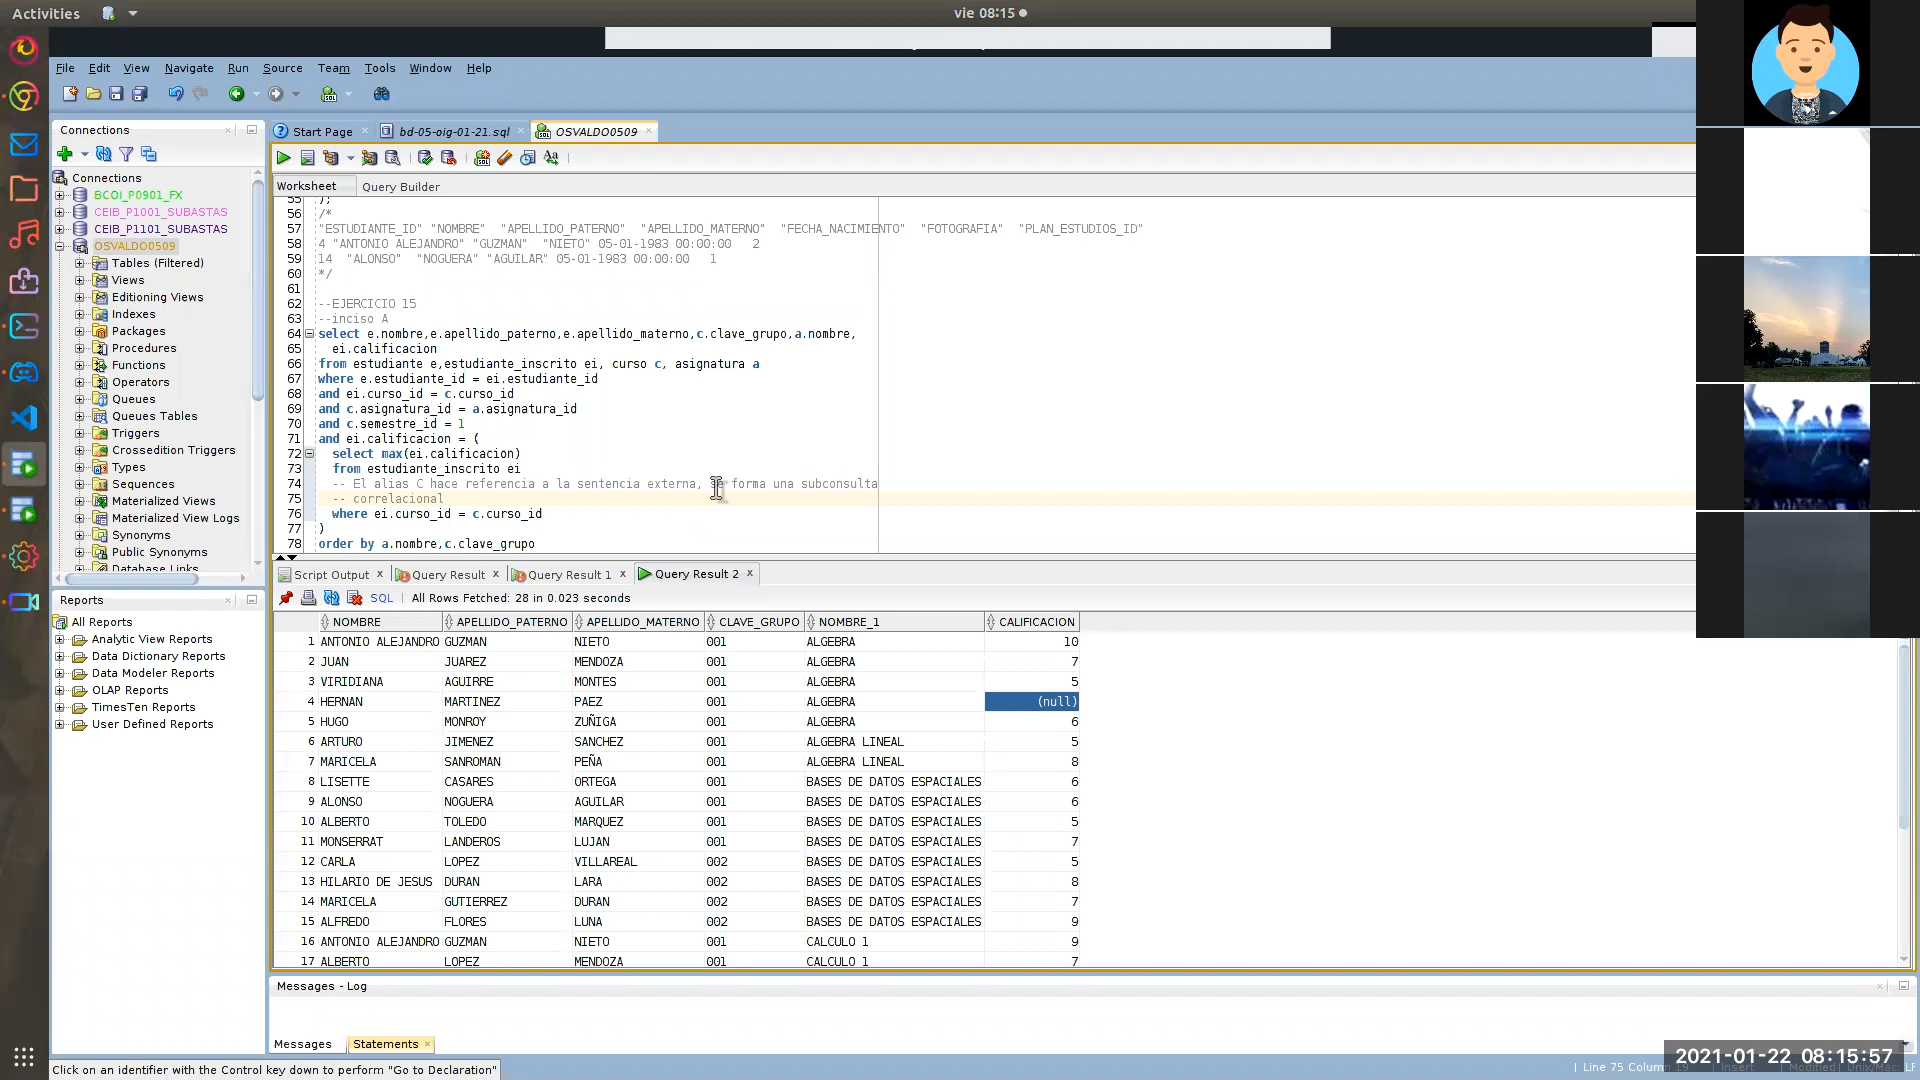 Activities
vie 08:15
File Edit View Navigate Run Source Team Tools Window Help
Connections
Start Page
bd-05-oig-01-21.sql
OSVALDO0509
Connections
BCOI_P0901_FX
CEIB_P1001_SUBASTAS
CEIB_P1101_SUBASTAS
OSVALDO0509
Tables (Filtered)
Views
Editioning Views
Indexes
Packages
Procedures
Functions
Operators
Queues
Queues Tables
Triggers
Crossedition Triggers
Types
Sequences
Materialized Views
Materialized View Logs
Synonyms
Public Synonyms
Database Links
Reports
All Reports
Analytic View Reports
Data Dictionary Reports
Data Modeler Reports
OLAP Reports
TimesTen Reports
User Defined Reports
Worksheet Query Builder
55 );
56 /*
57 "ESTUDIANTE_ID" "NOMBRE" "APELLIDO_PATERNO" "APELLIDO_MATERNO" "FECHA_NACIMIENTO" "FOTOGRAFIA" "PLAN_ESTUDIOS_ID"
58 4 "ANTONIO ALEJANDRO" "GUZMAN" "NIETO" 05-01-1983 00:00:00 2
59 14 "ALONSO" "NOGUERA" "AGUILAR" 05-01-1983 00:00:00 1
60 */
61
62 --EJERCICIO 15
63 --inciso A
64 select e.nombre,e.apellido_paterno,e.apellido_materno,c.clave_grupo,a.nombre,
65 ei.calificacion
66 from estudiante e,estudiante_inscrito ei, curso c, asignatura a
67 where e.estudiante_id = ei.estudiante_id
68 and ei.curso_id = c.curso_id
69 and c.asignatura_id = a.asignatura_id
70 and c.semestre_id = 1
71 and ei.calificacion = (
72 select max(ei.calificacion)
73 from estudiante_inscrito ei
74 -- El alias C hace referencia a la sentencia externa, se forma una subconsulta
75 -- correlacional
76 where ei.curso_id = c.curso_id
77 )
78 order by a.nombre,c.clave_grupo
Script Output Query Result Query Result 1 Query Result 2
SQL All Rows Fetched: 28 in 0.023 seconds
NOMBRE APELLIDO_PATERNO APELLIDO_MATERNO CLAVE_GRUPO NOMBRE_1 CALIFICACION
1 ANTONIO ALEJANDRO GUZMAN NIETO 001 ALGEBRA 10
2 JUAN JUAREZ MENDOZA 001 ALGEBRA 7
3 VIRIDIANA AGUIRRE MONTES 001 ALGEBRA 5
4 HERNAN MARTINEZ PAEZ 001 ALGEBRA (null)
5 HUGO MONROY ZUÑIGA 001 ALGEBRA 6
6 ARTURO JIMENEZ SANCHEZ 001 ALGEBRA LINEAL 5
7 MARICELA SANROMAN PEÑA 001 ALGEBRA LINEAL 8
8 LISETTE CASARES ORTEGA 001 BASES DE DATOS ESPACIALES 6
9 ALONSO NOGUERA AGUILAR 001 BASES DE DATOS ESPACIALES 6
10 ALBERTO TOLEDO MARQUEZ 001 BASES DE DATOS ESPACIALES 5
11 MONSERRAT LANDEROS LUJAN 001 BASES DE DATOS ESPACIALES 7
12 CARLA LOPEZ VILLAREAL 002 BASES DE DATOS ESPACIALES 5
13 HILARIO DE JESUS DURAN LARA 002 BASES DE DATOS ESPACIALES 8
14 MARICELA GUTIERREZ DURAN 002 BASES DE DATOS ESPACIALES 7
15 ALFREDO FLORES LUNA 002 BASES DE DATOS ESPACIALES 9
16 ANTONIO ALEJANDRO GUZMAN NIETO 001 CALCULO 1 9
17 ALBERTO LOPEZ MENDOZA 001 CALCULO 1 7
Messages - Log
Messages Statements
Click on an identifier with the Control key down to perform "Go to Declaration"
Line 75 Column 19
2021-01-22 08:15:57